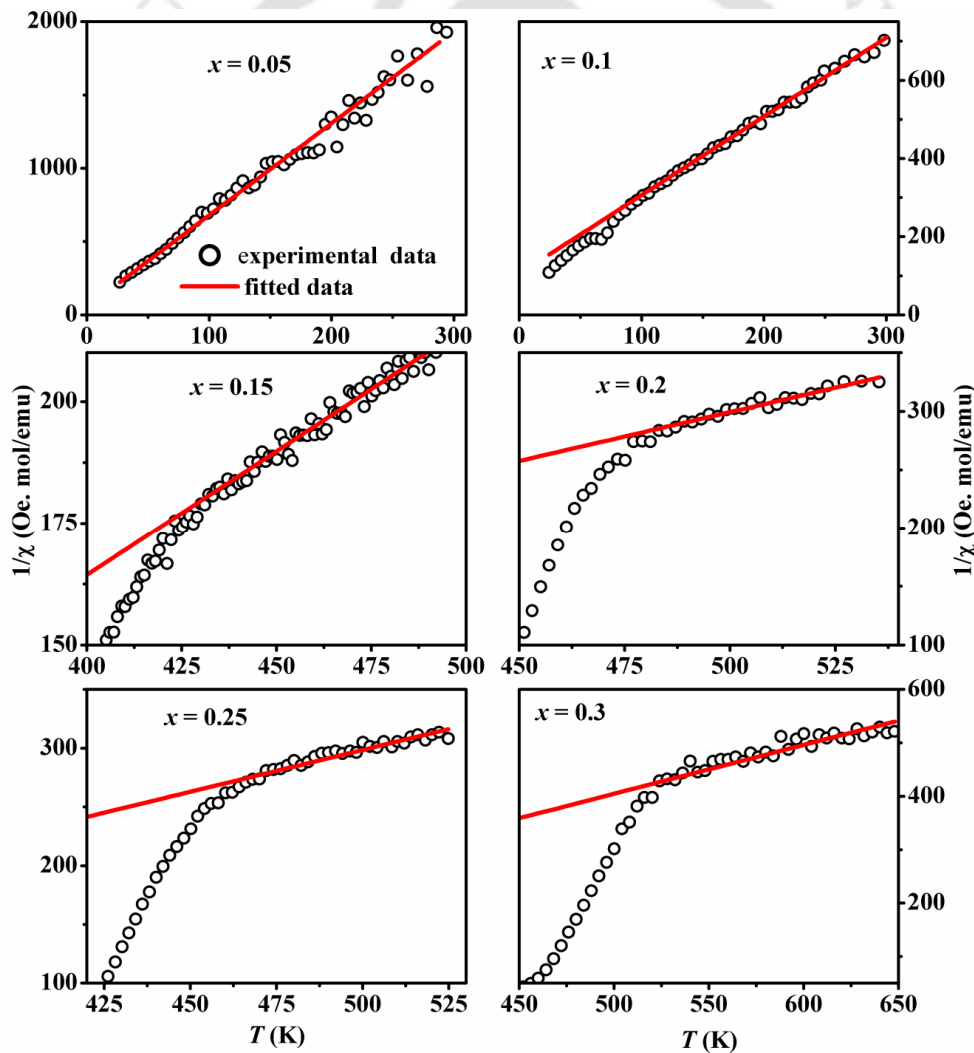 2000
x = 0.05
1000
experimental data
fitted data
0
0 100 200 300
x = 0.1
600
400
200
0
0 100 200 300
x = 0.15
200
175
150
400 425 450 475 500
1/χ (Oe. mol/emu)
x = 0.2
300
200
100
450 475 500 525
1/χ (Oe. mol/emu)
x = 0.25
300
200
100
425 450 475 500 525
T (K)
x = 0.3
600
400
200
450 500 550 600 650
T (K)